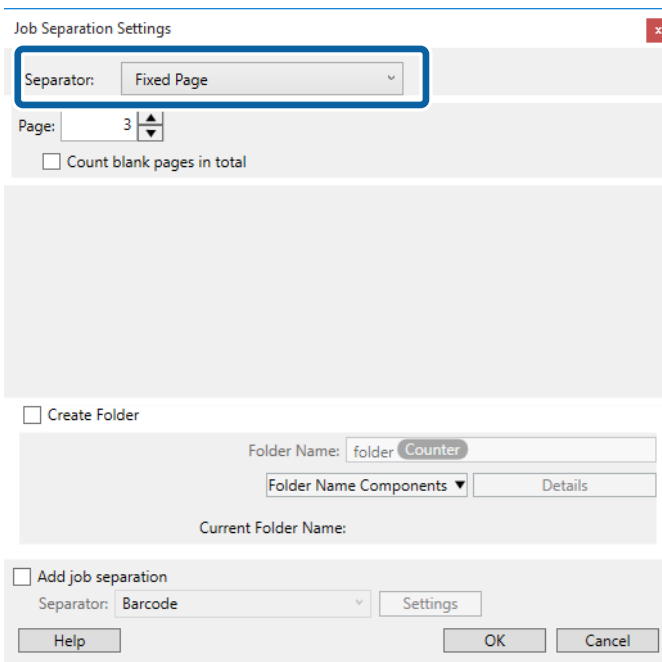 Job Separation Settings
x
Separator: Fixed Page
Page: 3
Count blank pages in total
Create Folder
Folder Name: folder Counter
Folder Name Components ▼ Details
Current Folder Name:
Add job separation
Separator: Barcode Settings
Help OK Cancel